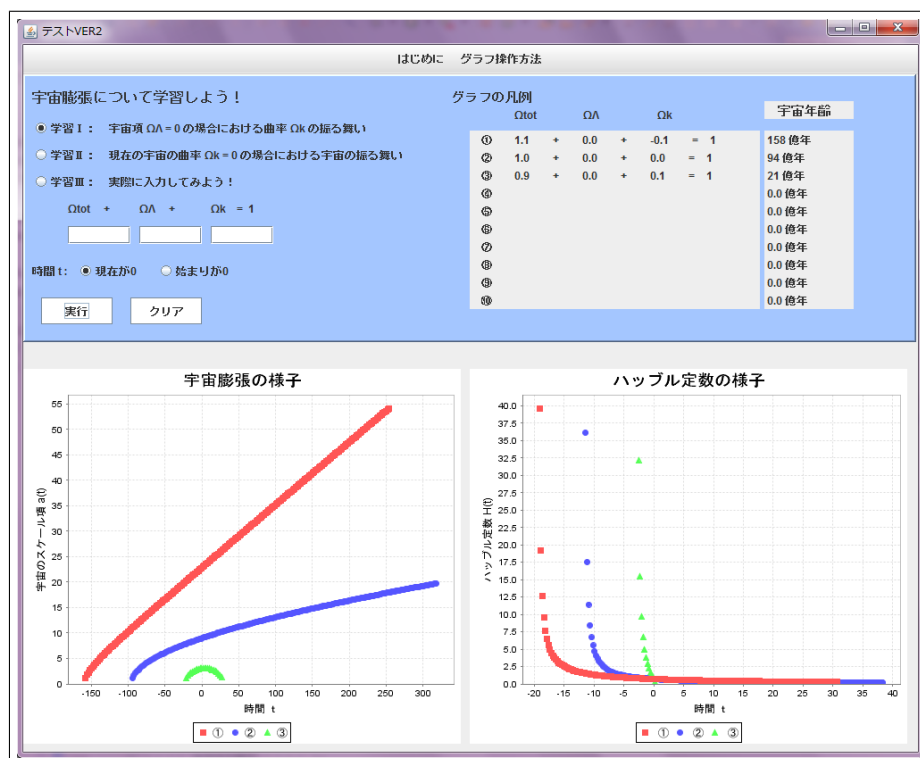 テストVER2
はじめに グラフ操作方法
宇宙膨張について学習しよう！
学習Ⅰ： 宇宙項 ΩΛ = 0 の場合における曲率 Ωk の振る舞い
学習Ⅱ： 現在の宇宙の曲率 Ωk = 0 の場合における宇宙の振る舞い
学習Ⅲ： 実際に入力してみよう！
Ωtot + ΩΛ + Ωk = 1
時間 t： 現在が0 始まりが0
実行 クリア
グラフの凡例
Ωtot ΩΛ Ωk 宇宙年齢
① 1.1 + 0.0 + -0.1 = 1 158 億年
② 1.0 + 0.0 + 0.0 = 1 94 億年
③ 0.9 + 0.0 + 0.1 = 1 21 億年
④ 0.0 億年
⑤ 0.0 億年
⑥ 0.0 億年
⑦ 0.0 億年
⑧ 0.0 億年
⑨ 0.0 億年
⑩ 0.0 億年
宇宙膨張の様子
宇宙のスケール項 a(t)
55
50
45
40
35
30
25
20
15
10
5
0
-150 -100 -50 0 50 100 150 200 250 300
時間 t
① ② ③
ハッブル定数の様子
ハッブル定数 H(t)
40.0
37.5
35.0
32.5
30.0
27.5
25.0
22.5
20.0
17.5
15.0
12.5
10.0
7.5
5.0
2.5
0.0
-20 -15 -10 -5 0 5 10 15 20 25 30 35 40
時間 t
① ② ③